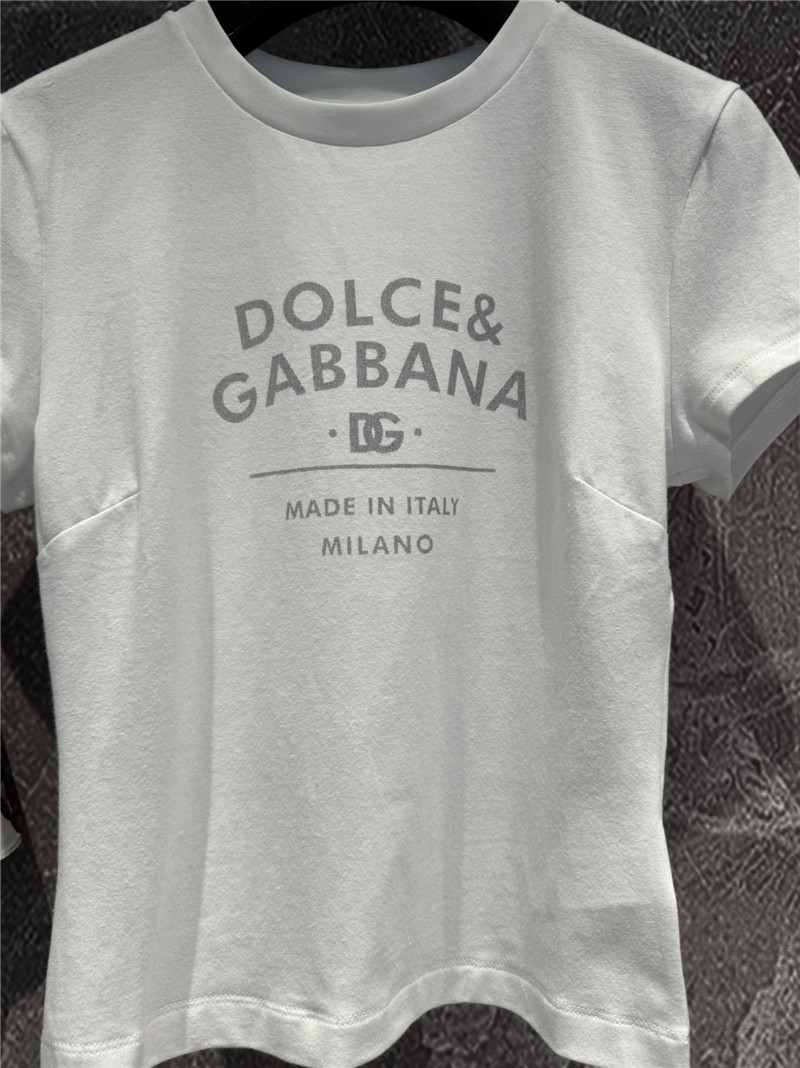 DOLCE&
GABBANA
· DG ·
MADE IN ITALY
MILANO